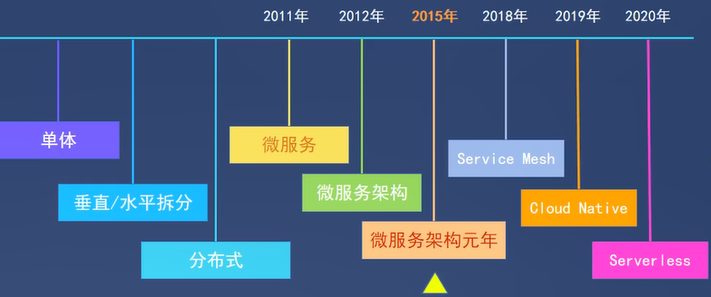 2011年
2012年
2015年
2018年
2019年
2020年
单体
垂直/水平拆分
分布式
微服务
微服务架构
微服务架构元年
Service Mesh
Cloud Native
Serverless